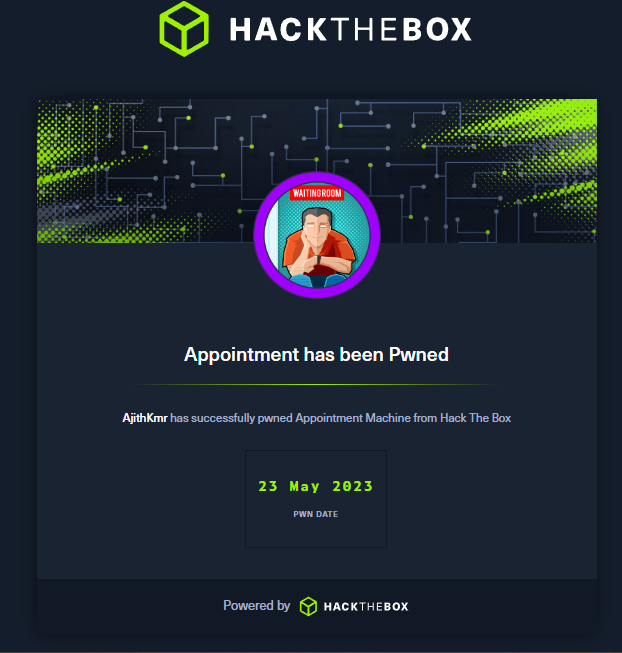 HACKTHEBOX
WAITING ROOM
Appointment has been Pwned
AjithKmr has successfully pwned Appointment Machine from Hack The Box
23 May 2023
PWN DATE
Powered by HACKTHEBOX